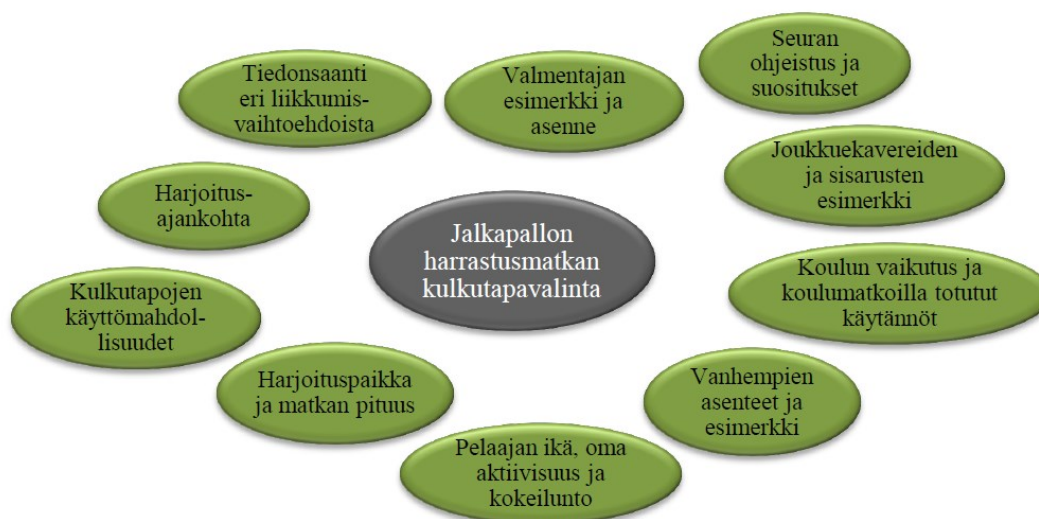 Seuran
ohjeistus ja
suositukset
Tiedonsaanti
eri liikkumis-
vaihtoehdoista
Valmentajan
esimerkki ja
asenne
Joukkuekavereiden
ja sisarusten
esimerkki
Harjoitus-
ajankohta
Jalkapallon
harrastusmatkan
kulkutapavalinta
Koulun vaikutus ja
koulumatkoilla totutut
käytännöt
Kulkutapojen
käyttömahdol-
lisuudet
Harjoituspaikka
ja matkan pituus
Vanhempien
asenteet ja
esimerkki
Pelaajan ikä, oma
aktiivisuus ja
kokeilunto